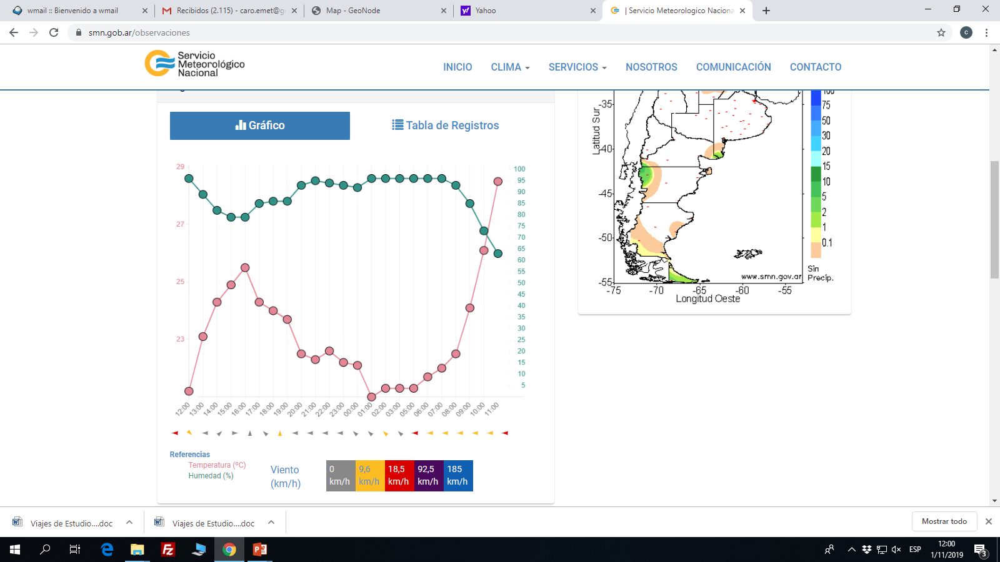 wmail :: Bienvenido a wmail
Recibidos (2.115) - caro.emet@g
Map - GeoNode
Yahoo
| Servicio Meteorologico Naciona
smn.gob.ar/observaciones
c
Servicio
Meteorológico
Nacional
INICIO CLIMA SERVICIOS NOSOTROS COMUNICACIÓN CONTACTO
Gráfico
Tabla de Registros
29
27
25
23
100
95
90
85
80
75
70
65
60
55
50
45
40
35
30
25
20
15
10
5
12:00 13:00 14:00 15:00 16:00 17:00 18:00 19:00 20:00 21:00 22:00 23:00 00:00 01:00 02:00 03:00 05:00 06:00 07:00 08:00 09:00 10:00 11:00
Referencias
Temperatura (ºC)
Humedad (%)
Viento
(km/h)
0
km/h
9,6
km/h
18,5
km/h
92,5
km/h
185
km/h
Latitud Sur
-35
-40
-45
-50
-55
-75 -70 -65 -60 -55
Longitud Oeste
www.smn.gov.ar
100
75
50
30
20
15
10
5
2
1
0.1
Sin
Precip.
Viajes de Estudio....doc
Viajes de Estudio....doc
Mostrar todo
ESP
12:00
1/11/2019
3